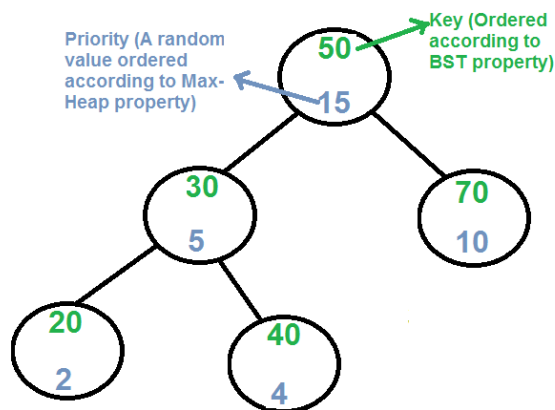 Priority (A random
value ordered
according to Max-
Heap property)
Key (Ordered
according to
BST property)
50
15
30
5
70
10
20
2
40
4